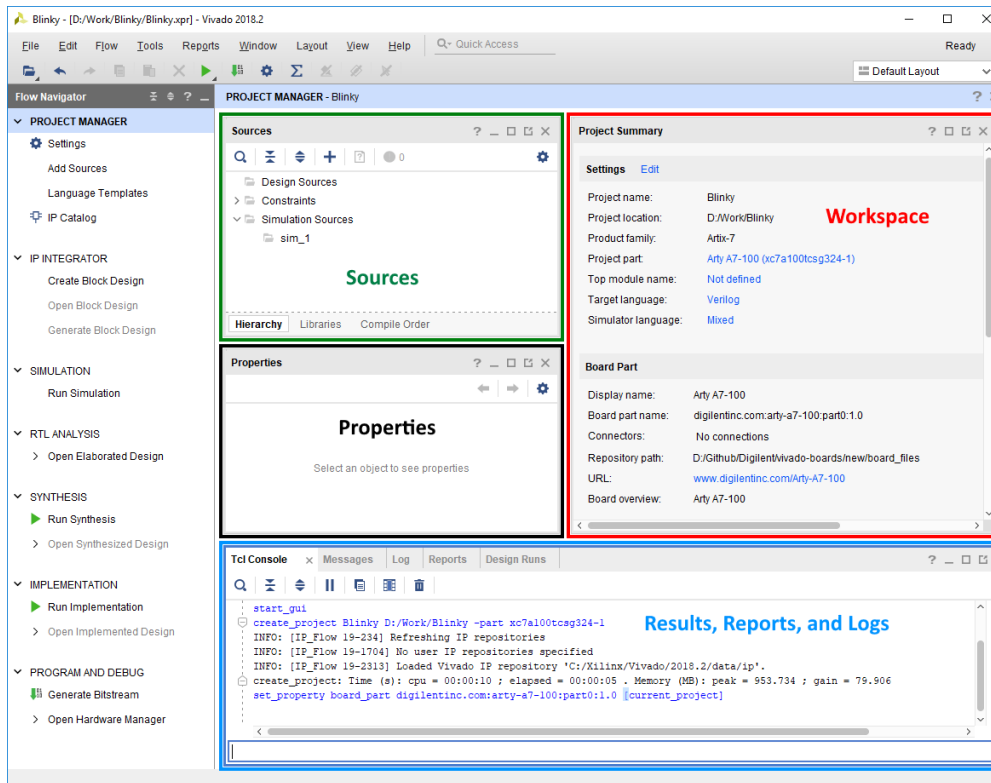 Blinky - [D:/Work/Blinky/Blinky.xpr] - Vivado 2018.2
File Edit Flow Tools Reports Window Layout View Help Quick Access Ready
Default Layout
Flow Navigator
PROJECT MANAGER
Settings
Add Sources
Language Templates
IP Catalog
IP INTEGRATOR
Create Block Design
Open Block Design
Generate Block Design
SIMULATION
Run Simulation
RTL ANALYSIS
Open Elaborated Design
SYNTHESIS
Run Synthesis
Open Synthesized Design
IMPLEMENTATION
Run Implementation
Open Implemented Design
PROGRAM AND DEBUG
Generate Bitstream
Open Hardware Manager
PROJECT MANAGER - Blinky
Sources
0
Design Sources
Constraints
Simulation Sources
sim_1
Sources
Hierarchy Libraries Compile Order
Properties
Properties
Select an object to see properties
Project Summary
Settings Edit
Project name: Blinky
Project location: D:/Work/Blinky
Product family: Artix-7
Project part: Arty A7-100 (xc7a100tcsg324-1)
Top module name: Not defined
Target language: Verilog
Simulator language: Mixed
Workspace
Board Part
Display name: Arty A7-100
Board part name: digilentinc.com:arty-a7-100:part0:1.0
Connectors: No connections
Repository path: D:/Github/Digilent/vivado-boards/new/board_files
URL: www.digilentinc.com/Arty-A7-100
Board overview: Arty A7-100
Tcl Console Messages Log Reports Design Runs
start_gui
create_project Blinky D:/Work/Blinky -part xc7a100tcsg324-1
INFO: [IP_Flow 19-234] Refreshing IP repositories
INFO: [IP_Flow 19-1704] No user IP repositories specified
INFO: [IP_Flow 19-2313] Loaded Vivado IP repository 'C:/Xilinx/Vivado/2018.2/data/ip'.
create_project: Time (s): cpu = 00:00:10 ; elapsed = 00:00:05 . Memory (MB): peak = 953.734 ; gain = 79.906
set_property board_part digilentinc.com:arty-a7-100:part0:1.0 [current_project]
Results, Reports, and Logs